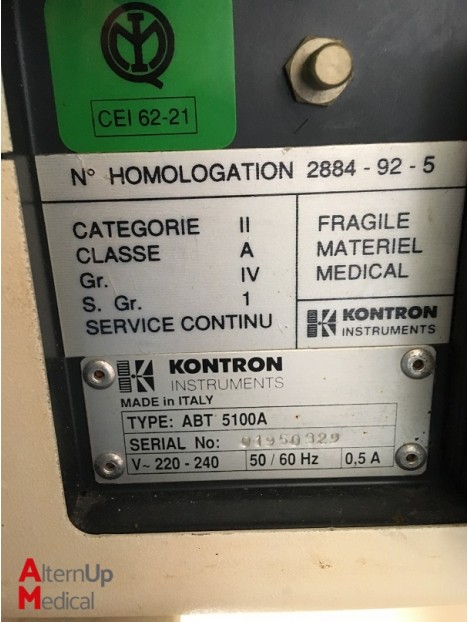 IMQ
CEI 62-21
N° HOMOLOGATION 2884 - 92 - 5
CATEGORIE II
CLASSE A
Gr. IV
S. Gr. 1
SERVICE CONTINU
FRAGILE
MATERIEL
MEDICAL
KONTRON
INSTRUMENTS
KONTRON
INSTRUMENTS
MADE in ITALY
TYPE: ABT 5100A
SERIAL No: 01950329
V~ 220 - 240 50 / 60 Hz 0,5 A
AlternUp
Medical